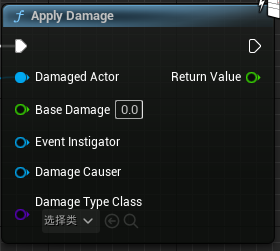 Apply Damage
Damaged Actor Return Value
Base Damage 0.0
Event Instigator
Damage Causer
Damage Type Class
选择类